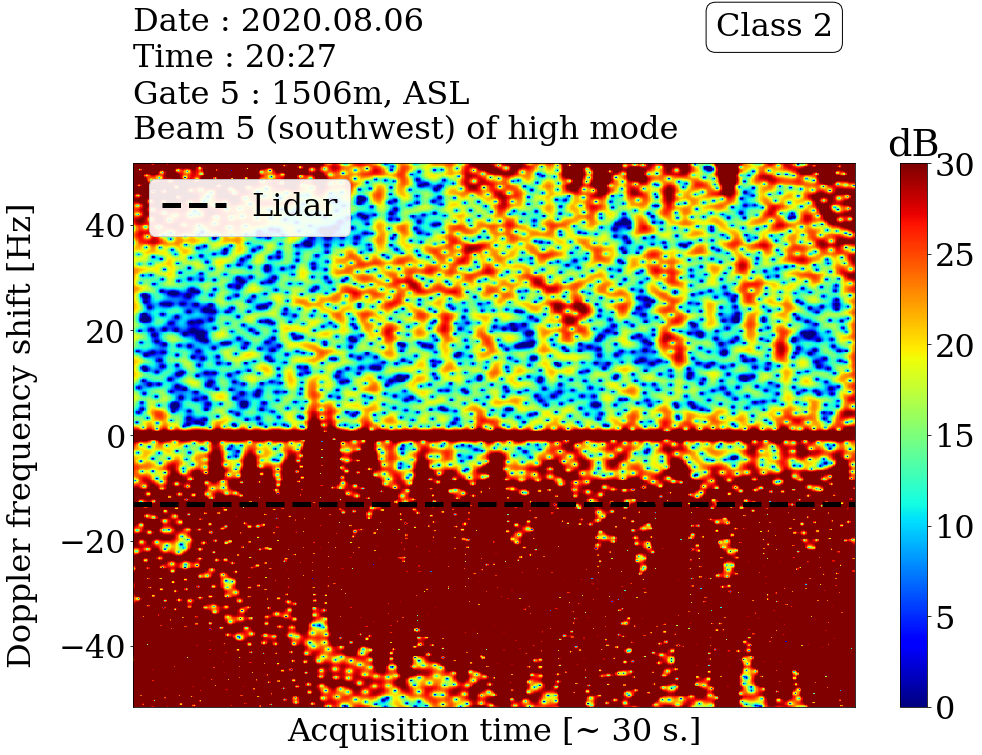 Date : 2020.08.06
Time : 20:27
Gate 5 : 1506m, ASL
Beam 5 (southwest) of high mode
Class 2
dB
Lidar
Doppler frequency shift [Hz]
40
20
0
−20
−40
Acquisition time [~ 30 s.]
30
25
20
15
10
5
0